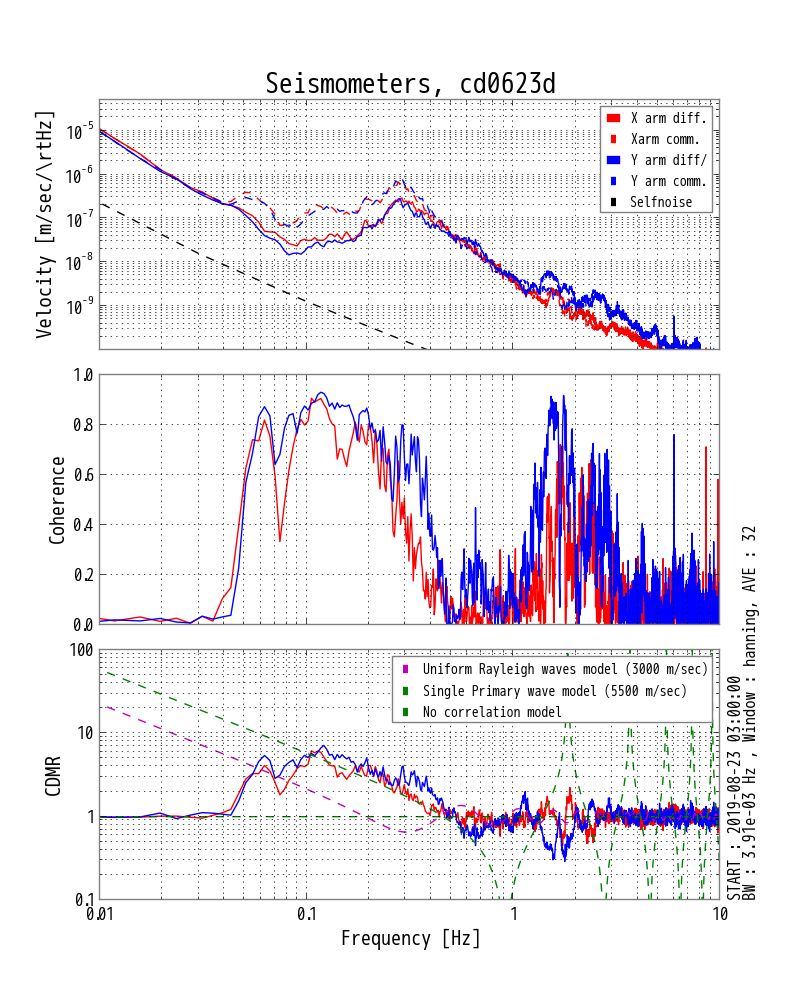 Seismometers, cd0623d
Velocity [m/sec/\rtHz]
10-5
10-6
10-7
10-8
10-9
X arm diff.
Xarm comm.
Y arm diff/
Y arm comm.
Selfnoise
Coherence
1.0
0.8
0.6
0.4
0.2
0.0
CDMR
100
10
1
0.1
Uniform Rayleigh waves model (3000 m/sec)
Single Primary wave model (5500 m/sec)
No correlation model
0.01
0.1
1
10
Frequency [Hz]
START : 2019-08-23 03:00:00
BW : 3.91e-03 Hz , Window : hanning, AVE : 32